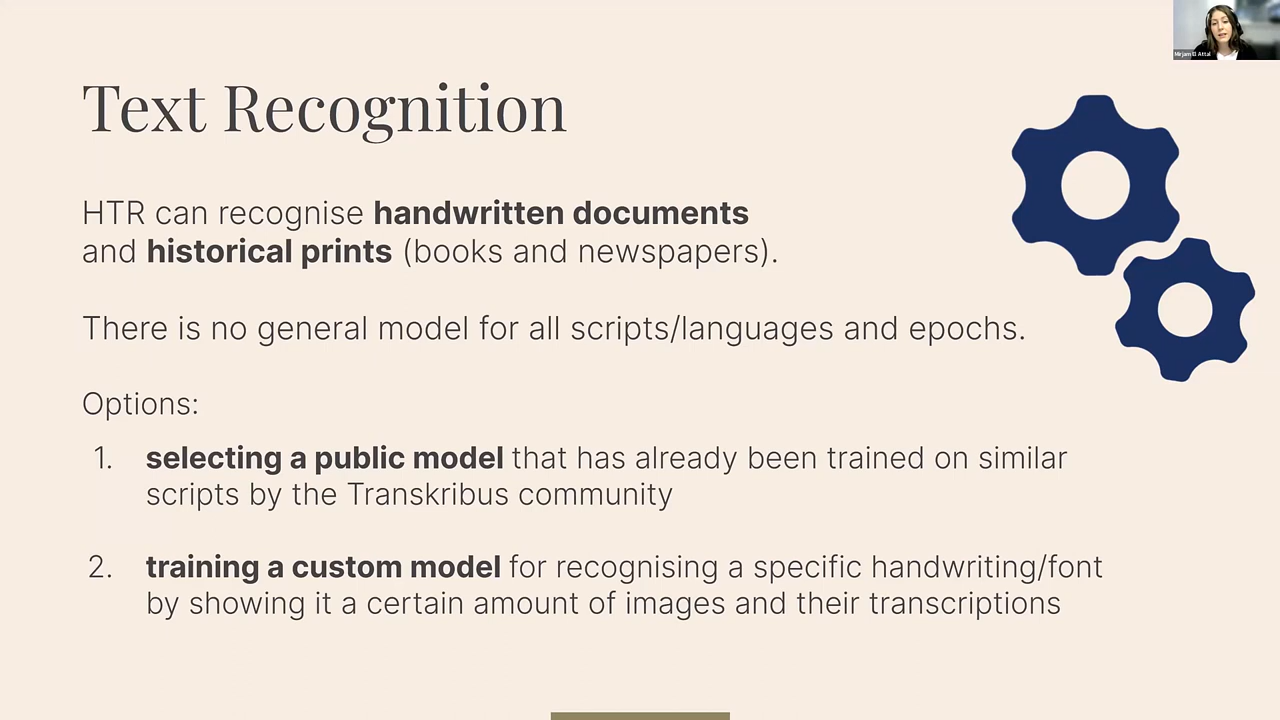 Mirjam El Attal
Text Recognition
HTR can recognise handwritten documents
and historical prints (books and newspapers).
There is no general model for all scripts/languages and epochs.
Options:
1. selecting a public model that has already been trained on similar
scripts by the Transkribus community
2. training a custom model for recognising a specific handwriting/font
by showing it a certain amount of images and their transcriptions